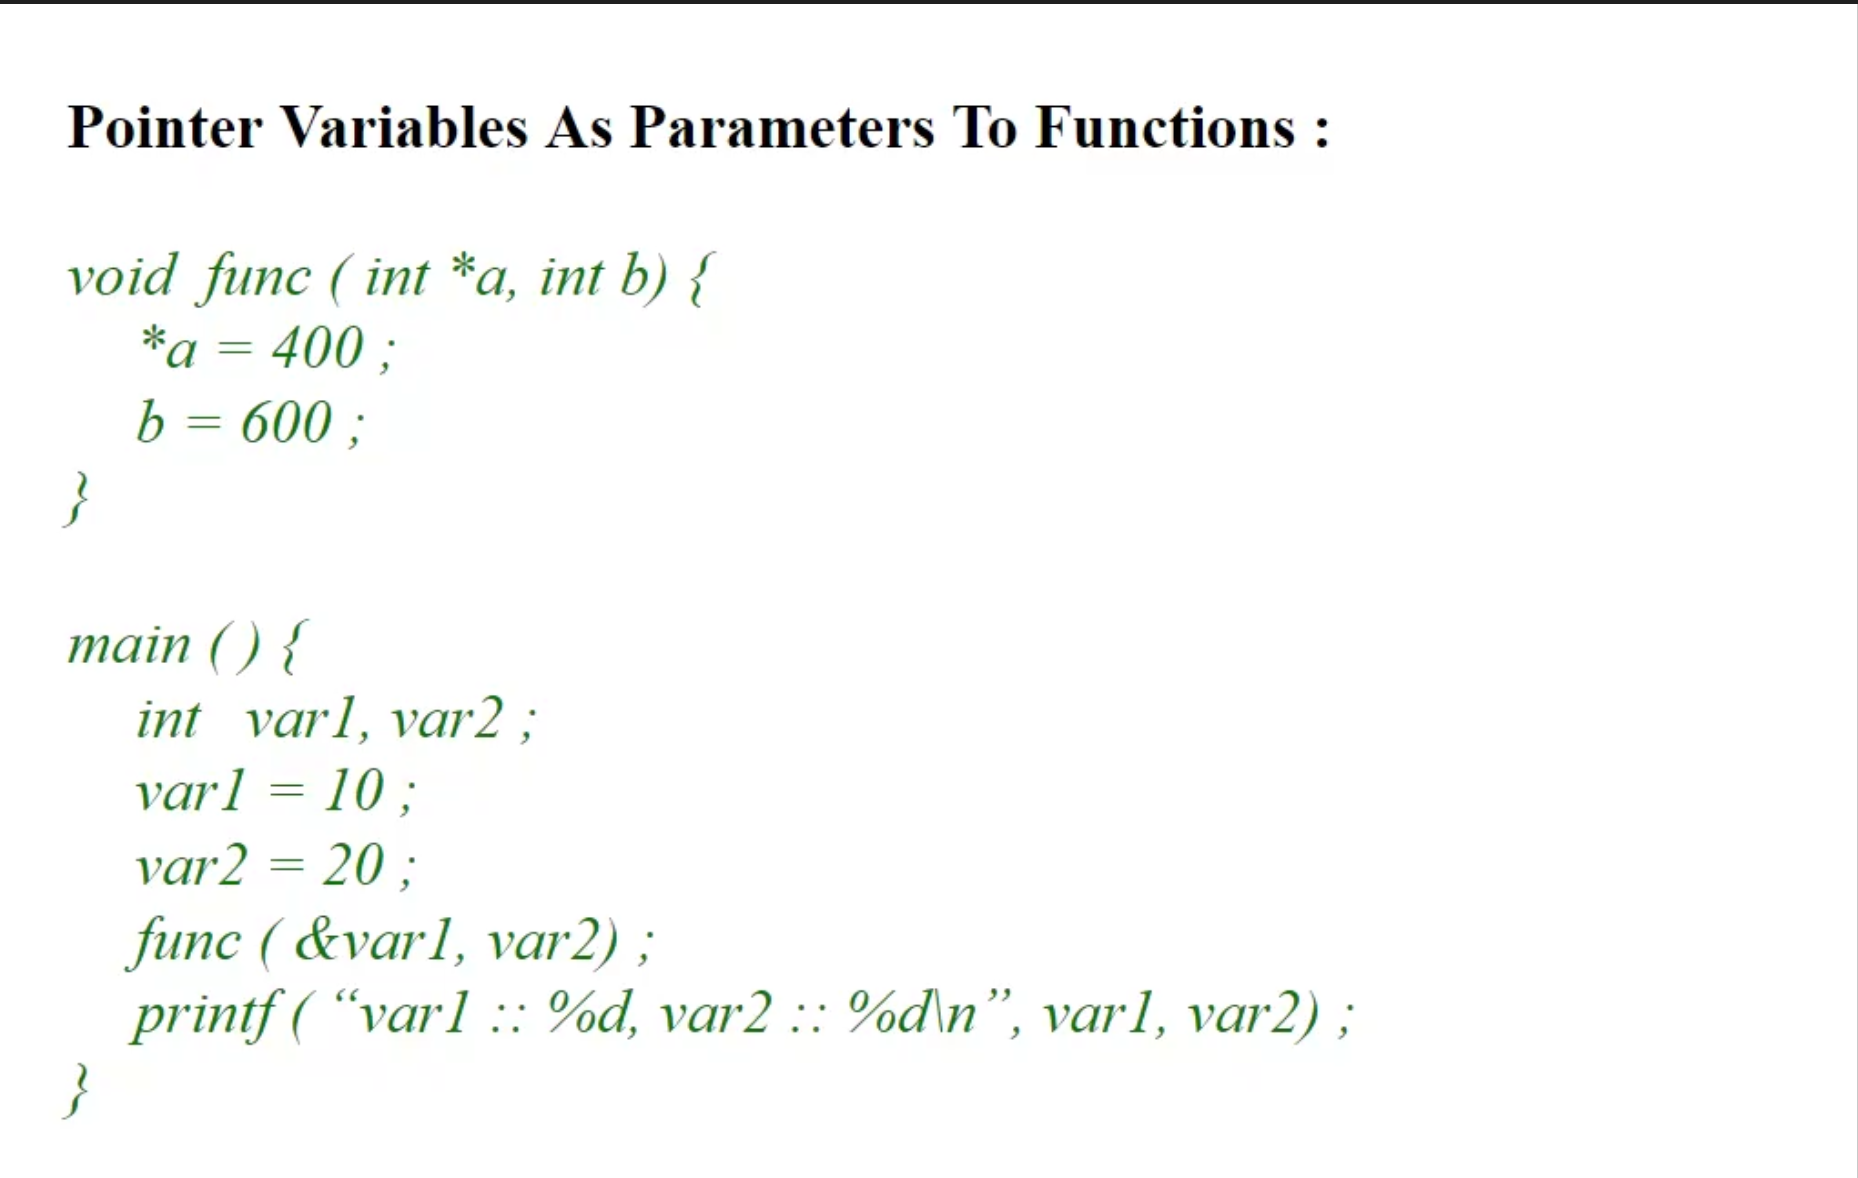 Pointer Variables As Parameters To Functions :
void func ( int *a, int b) {
*a = 400 ;
b = 600 ;
}
main ( ) {
int var1, var2 ;
var1 = 10 ;
var2 = 20 ;
func ( &var1, var2) ;
printf ( “var1 :: %d, var2 :: %d\n”, var1, var2) ;
}